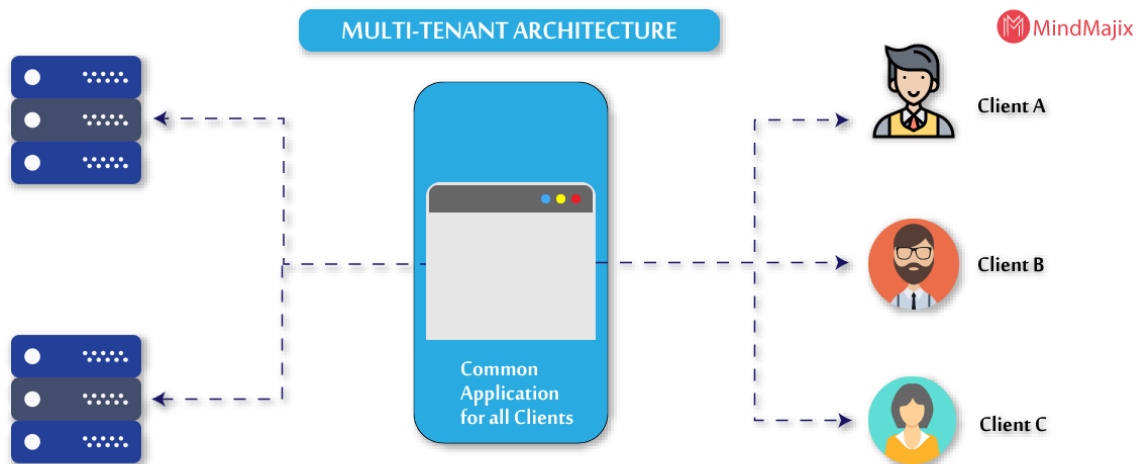 MULTI-TENANT ARCHITECTURE
MindMajix
Client A
Client B
Common
Application
for all Clients
Client C